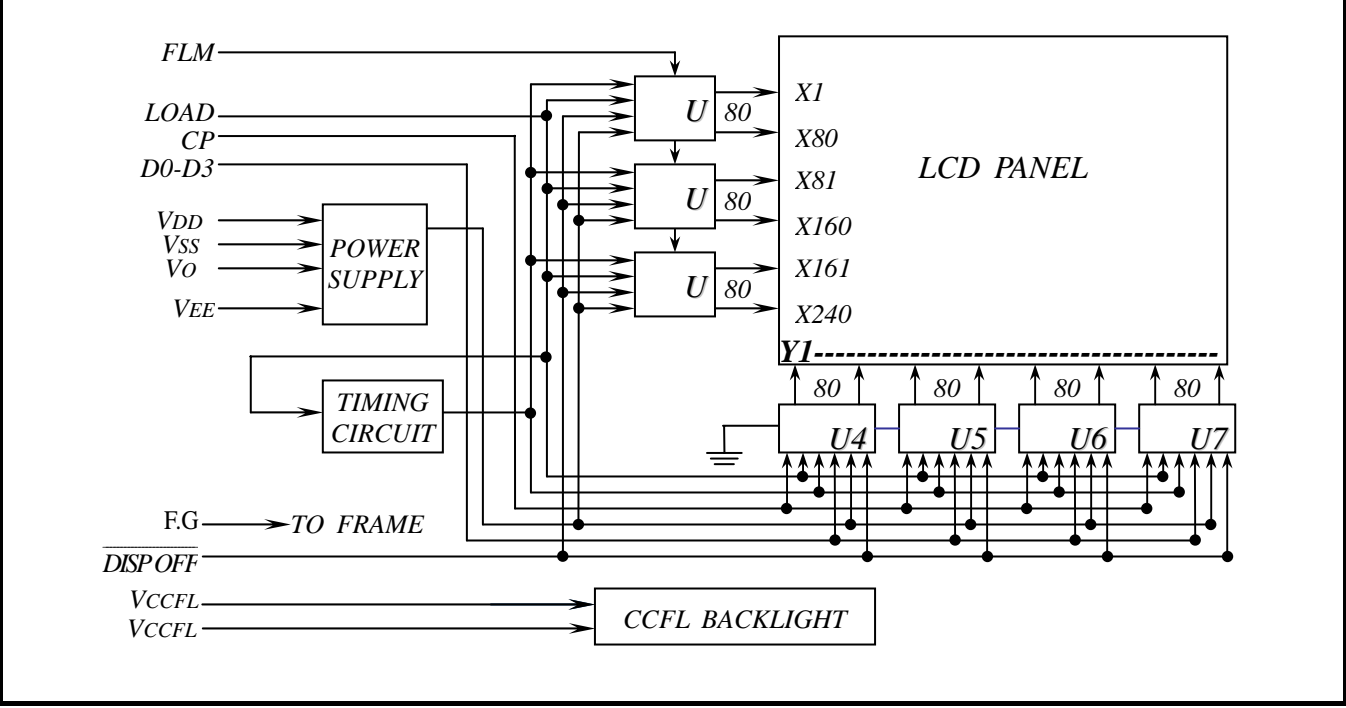 FLM
LOAD
CP
D0-D3
VDD
VSS
VO
VEE
POWER
SUPPLY
TIMING
CIRCUIT
F.G
TO FRAME
DISP OFF
VCCFL
VCCFL
CCFL BACKLIGHT
U
80
U
80
U
80
X1
X80
X81
X160
X161
X240
LCD PANEL
Y1---------------------------------
80
80
80
80
U4
U5
U6
U7